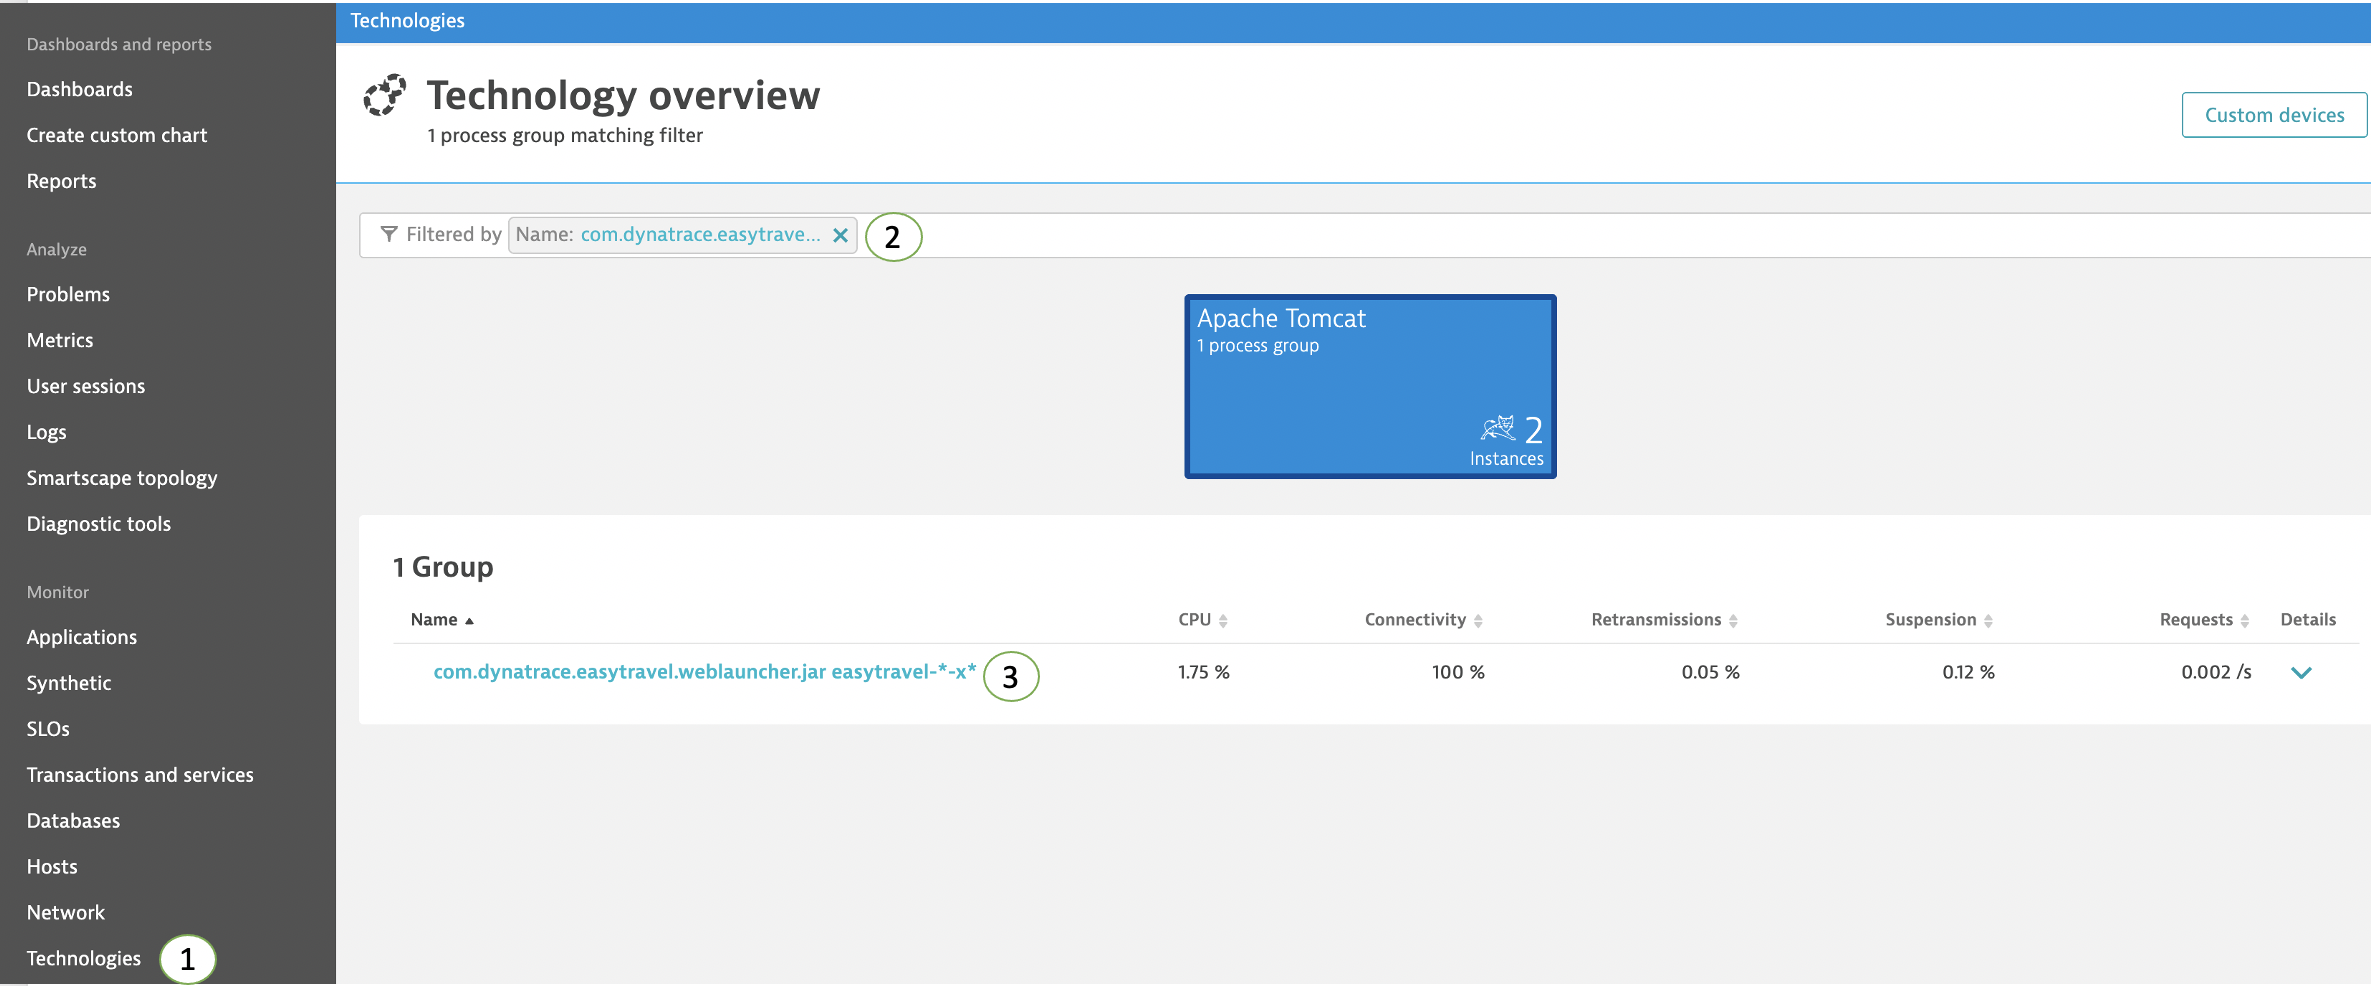 Dashboards and reports
Dashboards
Create custom chart
Reports
Analyze
Problems
Metrics
User sessions
Logs
Smartscape topology
Diagnostic tools
Monitor
Applications
Synthetic
SLOs
Transactions and services
Databases
Hosts
Network
Technologies 1
Technologies
Technology overview
1 process group matching filter
Custom devices
Filtered by Name: com.dynatrace.easytrave... 2
Apache Tomcat
1 process group
2
Instances
1 Group
Name CPU Connectivity Retransmissions Suspension Requests Details
com.dynatrace.easytravel.weblauncher.jar easytravel-*-x* 3 1.75 % 100 % 0.05 % 0.12 % 0.002 /s